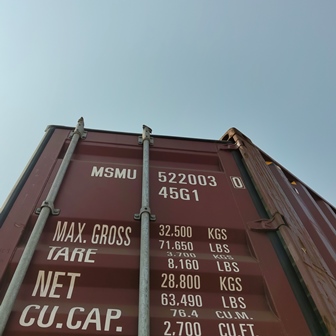 MSMU 522003 0
45G1
MAX. GROSS 32.500 KGS
71.650 LBS
TARE 3.700 KGS
8.160 LBS
NET 28.800 KGS
63.490 LBS
CU.CAP. 76.4 CU.M.
2,700 CU.FT